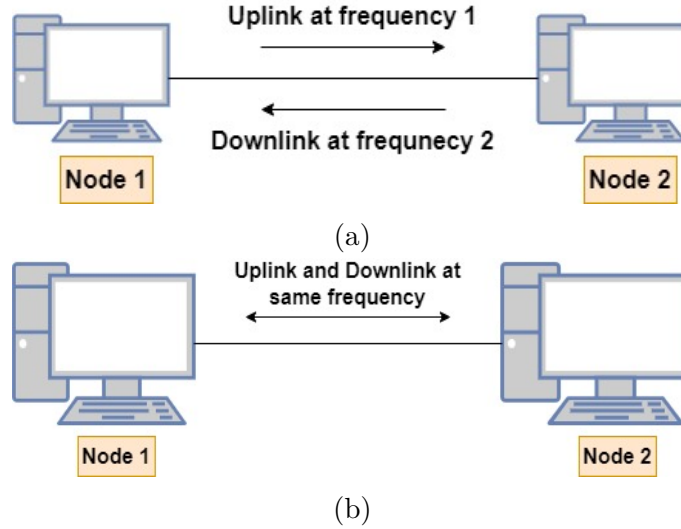 Uplink at frequency 1
Downlink at frequnecy 2
Node 1
Node 2
(a)
Uplink and Downlink at
same frequency
Node 1
Node 2
(b)